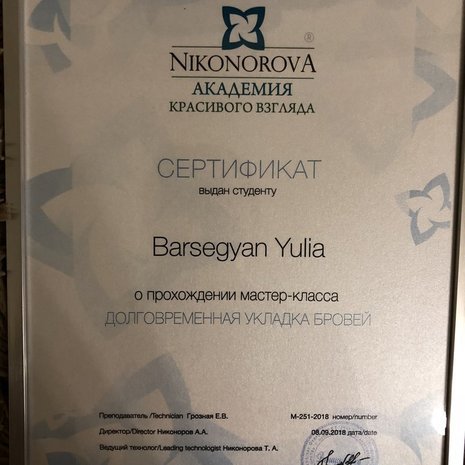 ®
NIKONOROVA
АКАДЕМИЯ
КРАСИВОГО ВЗГЛЯДА
СЕРТИФИКАТ
выдан студенту
Barsegyan Yulia
о прохождении мастер-класса
ДОЛГОВРЕМЕННАЯ УКЛАДКА БРОВЕЙ
Преподаватель /Technician Грозная Е.В. М-251-2018 номер/number
Директор/Director Никоноров А.А. 08.09.2018 дата/date
Ведущий технолог/Leading technologist Никонорова Т. А.